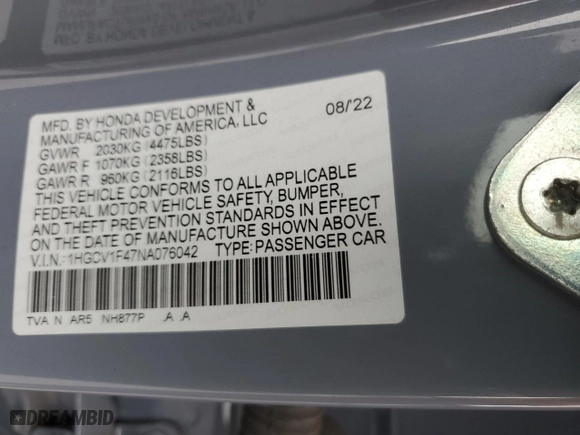 MFD. BY HONDA DEVELOPMENT &
MANUFACTURING OF AMERICA, LLC
08/22
GVWR 2030KG (4475LBS)
GAWR F 1070KG (2358LBS)
GAWR R 960KG (2116LBS)
THIS VEHICLE CONFORMS TO ALL APPLICABLE
FEDERAL MOTOR VEHICLE SAFETY, BUMPER,
AND THEFT PREVENTION STANDARDS IN EFFECT
ON THE DATE OF MANUFACTURE SHOWN ABOVE.
V.I.N.:1HGCV1F47NA076042 TYPE:PASSENGER CAR
TVA N AR5 NH877P .A .A
DREAMBID